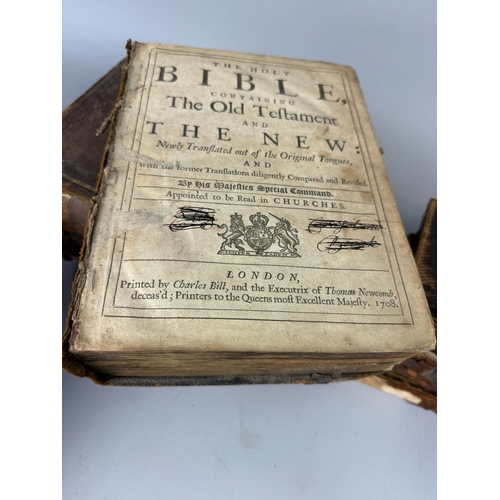 THE HOLY
BIBLE,
CONTAINING
The Old Teſtament
AND
THE NEW:
Newly Tranſlated out of the Original Tongues,
AND
With the former Tranſlations diligently Compared and Reviſed.
By His Majeſties Special Command.
Appointed to be Read in CHURCHES.
LONDON,
Printed by Charles Bill, and the Executrix of Thomas Newcomb,
deceas'd; Printers to the Queens moſt Excellent Majeſty. 1708.